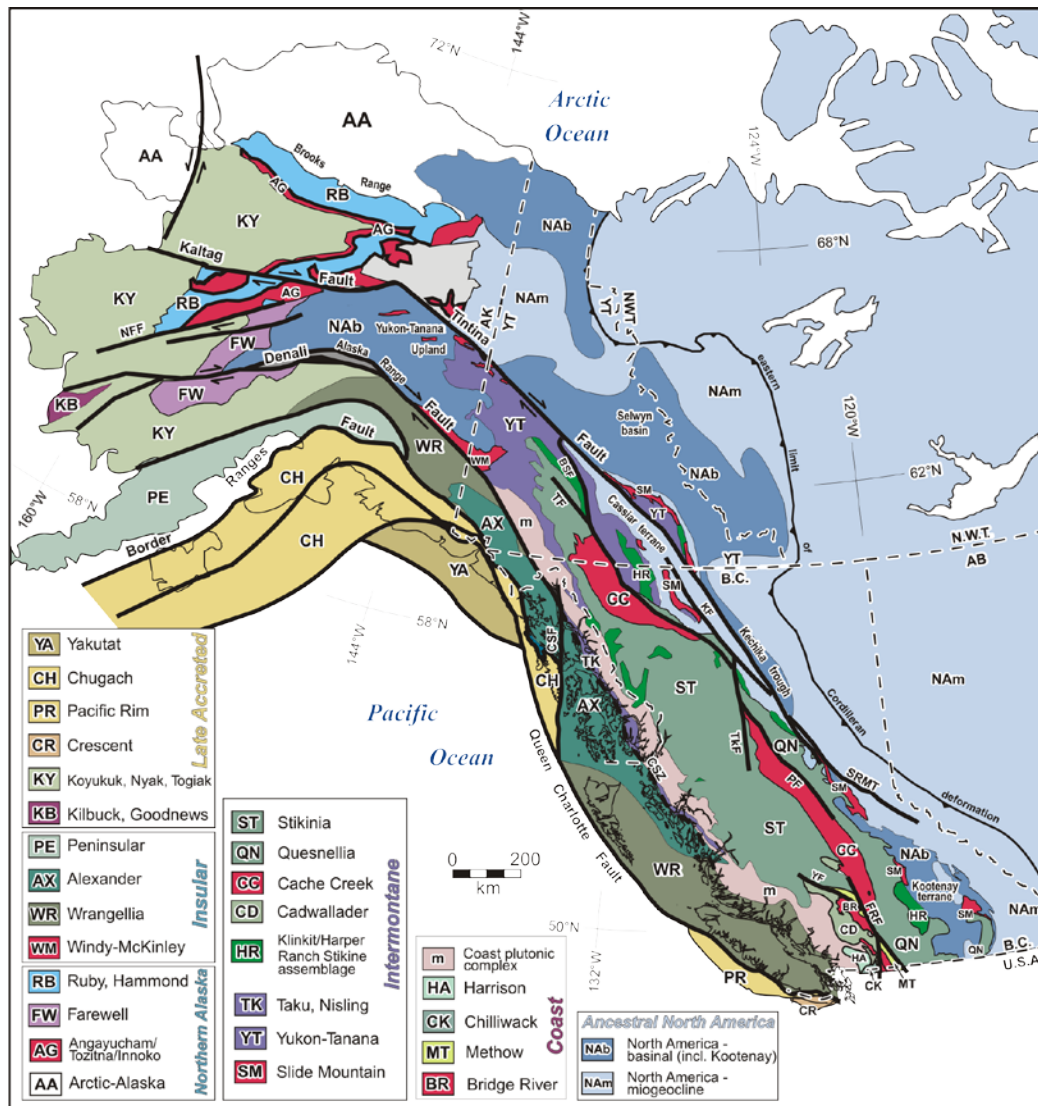 144°W
72°N
Arctic
Ocean
124°W
AA
AA
Brooks
Range
AG
RB
KY
AG
NAb
68°N
Kaltag
Fault
NAm
AK
YT
NWT
YT
KY
RB
AG
NFF
FW
NAb
Yukon-Tanana
Upland
Tintina
Fault
Denali
Alaska
Range
Fault
KB
FW
KY
WR
WM
YT
Selwyn
basin
NAb
NAm
eastern
limit
of
Cordilleran
deformation
120°W
62°N
160°W
58°N
PE
Border
Ranges
Fault
CH
CH
YA
AX
m
BSF
TF
Cassiar terrane
SM
YT
YT
B.C.
N.W.T.
AB
CC
HR
SM
KF
Kechika trough
58°N
144°W
CSF
CH
TK
AX
CSZ
ST
TkF
QN
PF
SM
SRMT
NAm
Pacific
Ocean
Queen Charlotte Fault
WR
ST
CC
NAb
SM
Kootenay
terrane
HR
SM
NAm
QN
YF
FRF
BR
CD
HA
QN
m
B.C.
U.S.A
CK
MT
PR
CR
50°N
132°W
0 200
km
YA Yakutat
CH Chugach
PR Pacific Rim
CR Crescent
KY Koyukuk, Nyak, Togiak
KB Kilbuck, Goodnews
Late Accreted
PE Peninsular
AX Alexander
WR Wrangellia
WM Windy-McKinley
Insular
RB Ruby, Hammond
FW Farewell
AG Angayucham/
Tozitna/Innoko
AA Arctic-Alaska
Northern Alaska
ST Stikinia
QN Quesnellia
CC Cache Creek
CD Cadwallader
HR Klinkit/Harper
Ranch Stikine
assemblage
TK Taku, Nisling
YT Yukon-Tanana
SM Slide Mountain
Intermontane
m Coast plutonic
complex
HA Harrison
CK Chilliwack
MT Methow
BR Bridge River
Coast
Ancestral North America
NAb North America -
basinal (incl. Kootenay)
NAm North America -
miogeocline